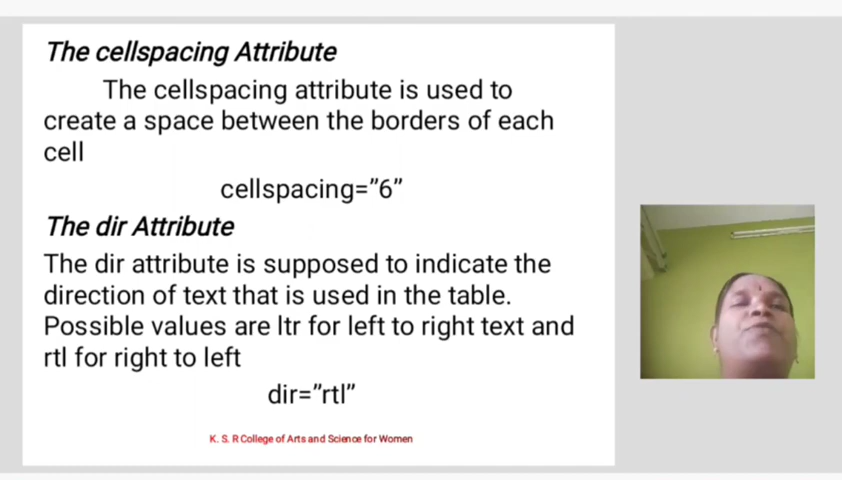 The cellspacing Attribute
The cellspacing attribute is used to
create a space between the borders of each
cell
cellspacing=”6”
The dir Attribute
The dir attribute is supposed to indicate the
direction of text that is used in the table.
Possible values are ltr for left to right text and
rtl for right to left
dir=”rtl”
K. S. R College of Arts and Science for Women